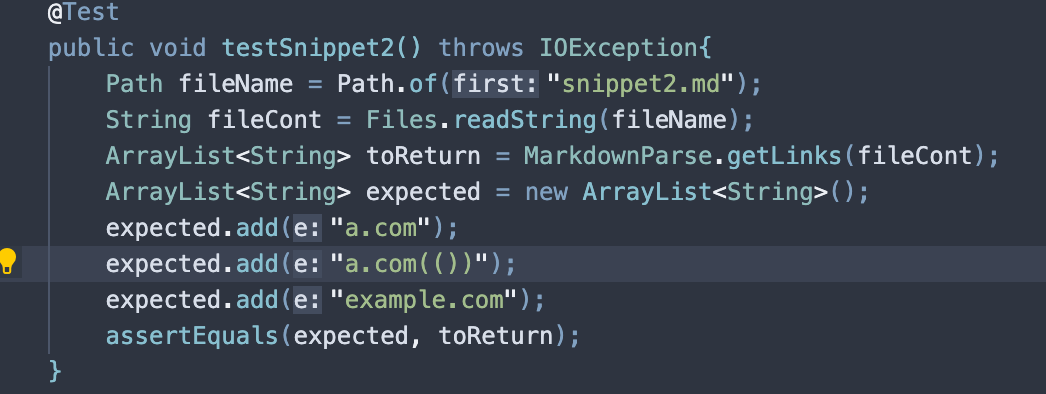 @Test
public void testSnippet2() throws IOException{
Path fileName = Path.of(first: "snippet2.md");
String fileCont = Files.readString(fileName);
ArrayList<String> toReturn = MarkdownParse.getLinks(fileCont);
ArrayList<String> expected = new ArrayList<String>();
expected.add(e: "a.com");
expected.add(e: "a.com(())");
expected.add(e: "example.com");
assertEquals(expected, toReturn);
}